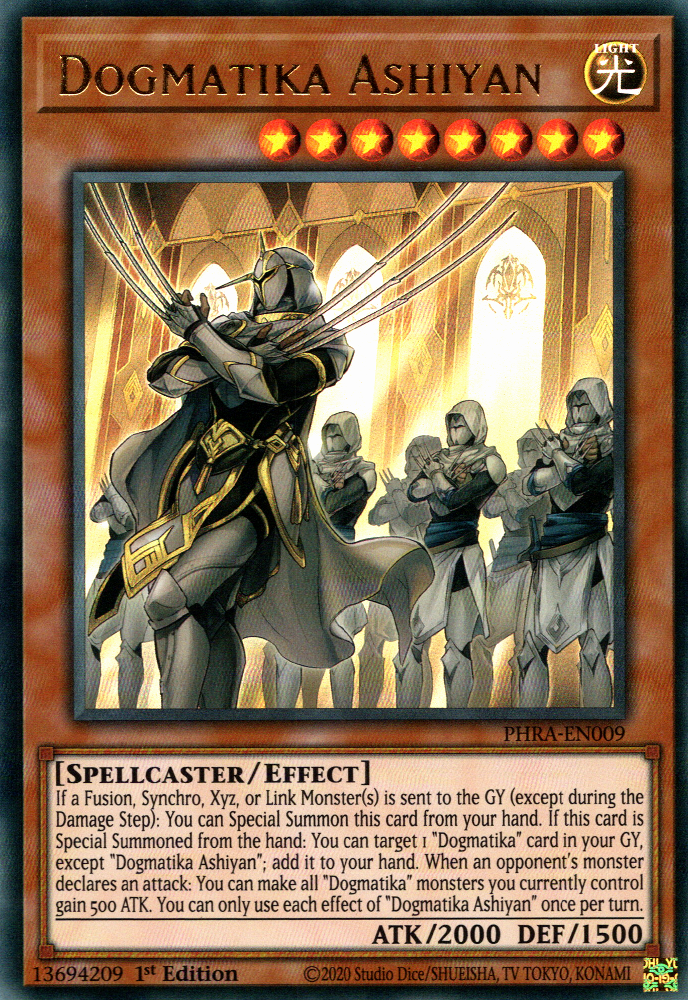 DOGMATIKA ASHIYAN
LIGHT
光
PHRA-EN009
[SPELLCASTER/EFFECT]
If a Fusion, Synchro, Xyz, or Link Monster(s) is sent to the GY (except during the
Damage Step): You can Special Summon this card from your hand. If this card is
Special Summoned from the hand: You can target 1 "Dogmatika" card in your GY,
except "Dogmatika Ashiyan"; add it to your hand. When an opponent's monster
declares an attack: You can make all "Dogmatika" monsters you currently control
gain 500 ATK. You can only use each effect of "Dogmatika Ashiyan" once per turn.
ATK/2000 DEF/1500
13694209 1st Edition ©2020 Studio Dice/SHUEISHA, TV TOKYO, KONAMI